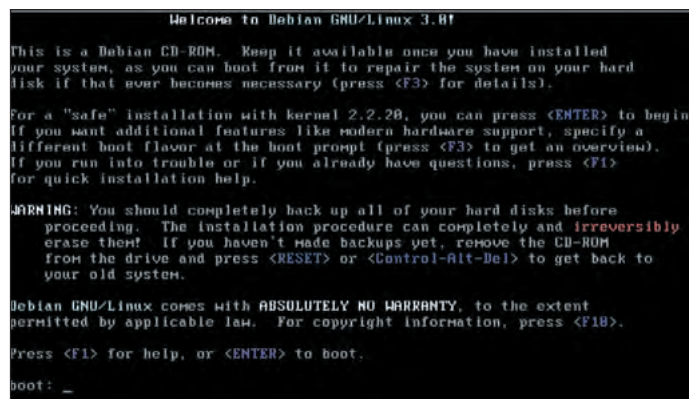 Welcome to Debian GNU/Linux 3.0!
This is a Debian CD-ROM. Keep it available once you have installed
your system, as you can boot from it to repair the system on your hard
disk if that ever becomes necessary (press <F3> for details).
For a "safe" installation with kernel 2.2.20, you can press <ENTER> to begin
If you want additional features like modern hardware support, specify a
different boot flavor at the boot prompt (press <F3> to get an overview).
If you run into trouble or if you already have questions, press <F1>
for quick installation help.
WARNING: You should completely back up all of your hard disks before
proceeding. The installation procedure can completely and irreversibly
erase them! If you haven't made backups yet, remove the CD-ROM
from the drive and press <RESET> or <Control-Alt-Del> to get back to
your old system.
Debian GNU/Linux comes with ABSOLUTELY NO WARRANTY, to the extent
permitted by applicable law. For copyright information, press <F10>.
Press <F1> for help, or <ENTER> to boot.
boot: _